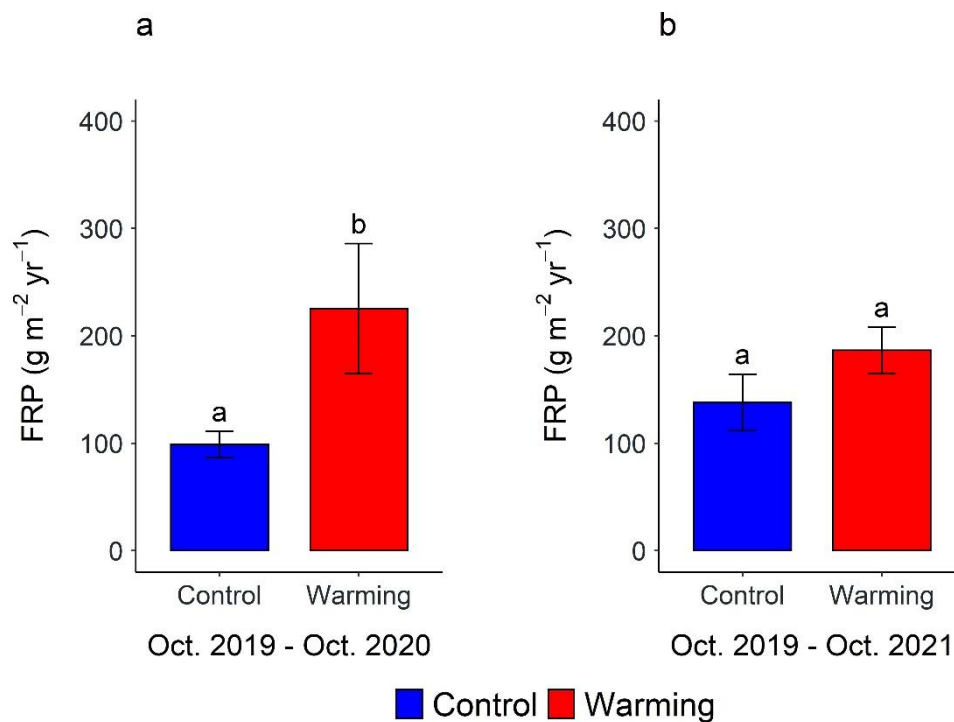 a
400
300
200
100
0
FRP (g m⁻² yr⁻¹)
a
b
Control Warming
Oct. 2019 - Oct. 2020
b
400
300
200
100
0
FRP (g m⁻² yr⁻¹)
a
a
Control Warming
Oct. 2019 - Oct. 2021
Control Warming